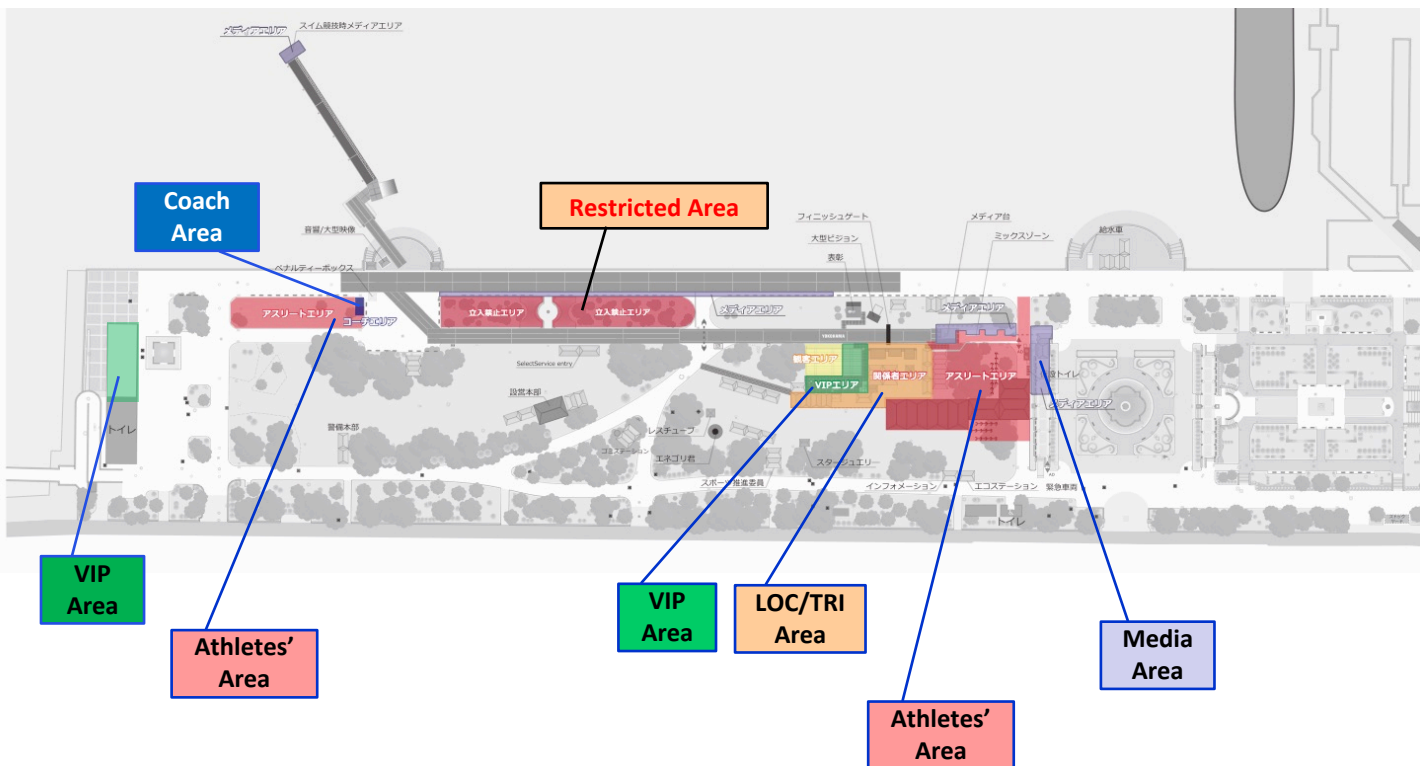 メディアエリア
スイム競技時メディアエリア
Coach
Area
Restricted Area
フィニッシュゲート
大型ビジョン
表彰
メディア台
ミックスゾーン
給水車
音響/大型映像
ペナルティーボックス
アスリートエリア
コーチエリア
立入禁止エリア
立入禁止エリア
メディアエリア
メディアエリア
SelectService entry
VIPエリア
関係者エリア
アスリートエリア
メディアエリア
設営本部
警備本部
トイレ
レスチューブ
エネゴリ君
スポーツ推進委員
スタージュエリー
インフォメーション
エコステーション
緊急車両
トイレ
VIP
Area
Athletes’
Area
VIP
Area
LOC/TRI
Area
Athletes’
Area
Media
Area